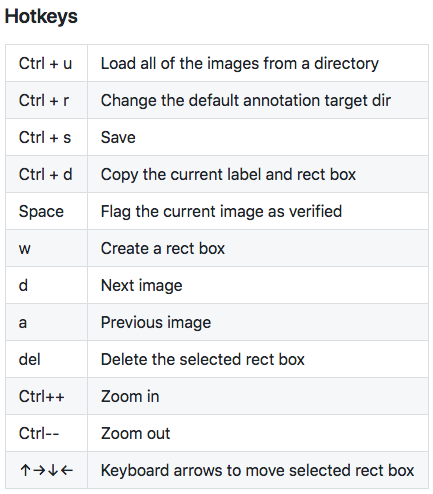 Hotkeys
Ctrl + u Load all of the images from a directory
Ctrl + r Change the default annotation target dir
Ctrl + s Save
Ctrl + d Copy the current label and rect box
Space Flag the current image as verified
w Create a rect box
d Next image
a Previous image
del Delete the selected rect box
Ctrl++ Zoom in
Ctrl-- Zoom out
↑→↓← Keyboard arrows to move selected rect box